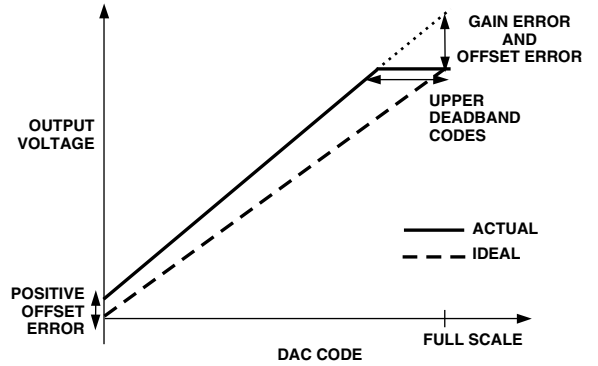 GAIN ERROR
AND
OFFSET ERROR
UPPER
DEADBAND
CODES
OUTPUT
VOLTAGE
ACTUAL
IDEAL
POSITIVE
OFFSET
ERROR
FULL SCALE
DAC CODE